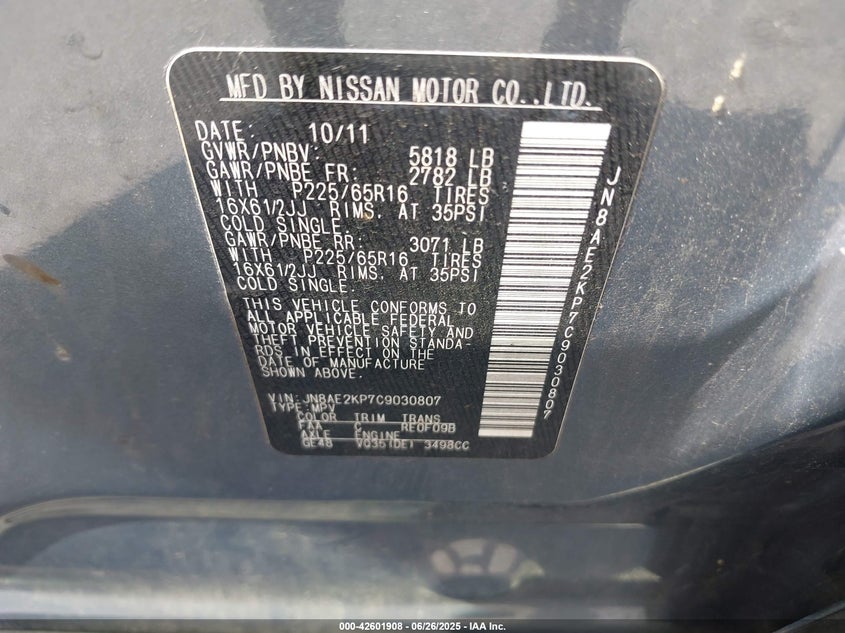 MFD BY NISSAN MOTOR CO.,LTD.
DATE: 10/11
GVWR/PNBV: 5818 LB
GAWR/PNBE FR: 2782 LB
WITH P225/65R16 TIRES
16X61/2JJ RIMS. AT 35PSI
COLD SINGLE.
GAWR/PNBE RR: 3071 LB
WITH P225/65R16 TIRES
16X61/2JJ RIMS. AT 35PSI
COLD SINGLE.
THIS VEHICLE CONFORMS TO
ALL APPLICABLE FEDERAL
MOTOR VEHICLE SAFETY AND
THEFT PREVENTION STANDA-
RDS IN EFFECT ON THE
DATE OF MANUFACTURE
SHOWN ABOVE.
VIN: JN8AE2KP7C9030807
TYPE:MPV
COLOR TRIM TRANS
FAA C RE0F09B
AXLE ENGINE
GE48 VQ35(DE) 3498CC
JN8AE2KP7C9030807
000-42601908 - 06/26/2025 - IAA Inc.